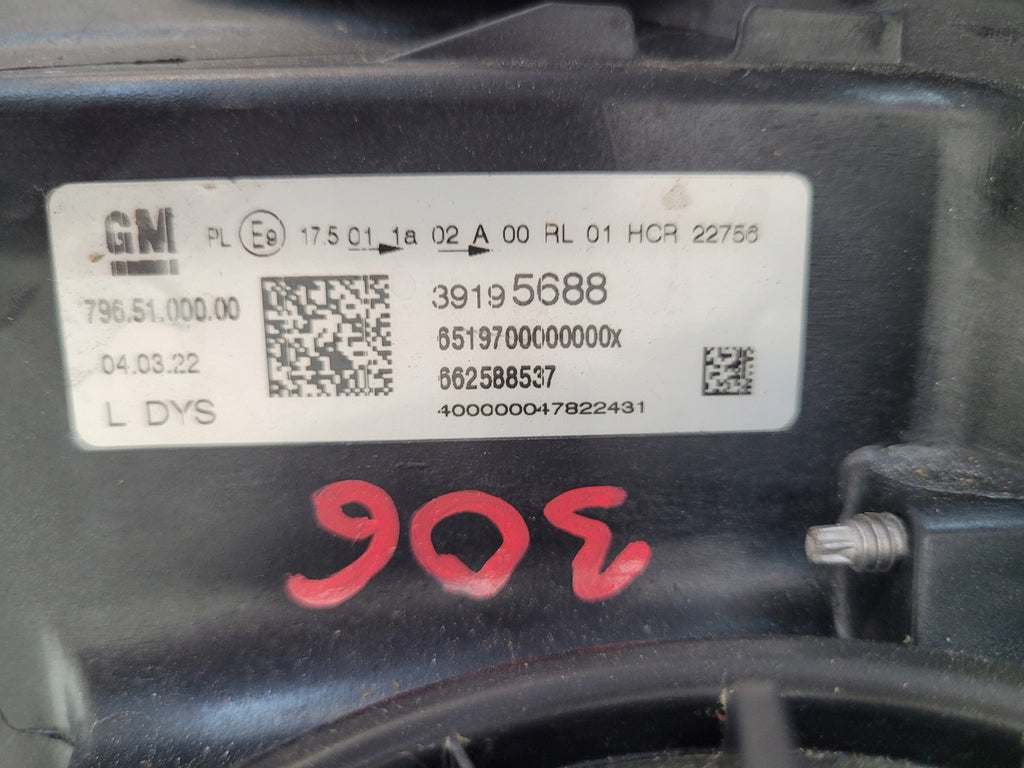 GM PL E9 17.5 01 1a 02 A 00 RL 01 HCR 22756
796.51.000.00
39195688
6519700000000x
04.03.22
662588537
L DYS
400000047822431
306